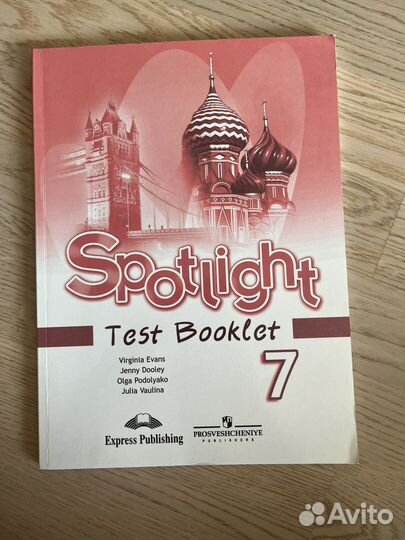 Spotlight
Test Booklet
7
Virginia Evans
Jenny Dooley
Olga Podolyako
Julia Vaulina
Express Publishing
PROSVESHCHENIYE
PUBLISHERS
Avito